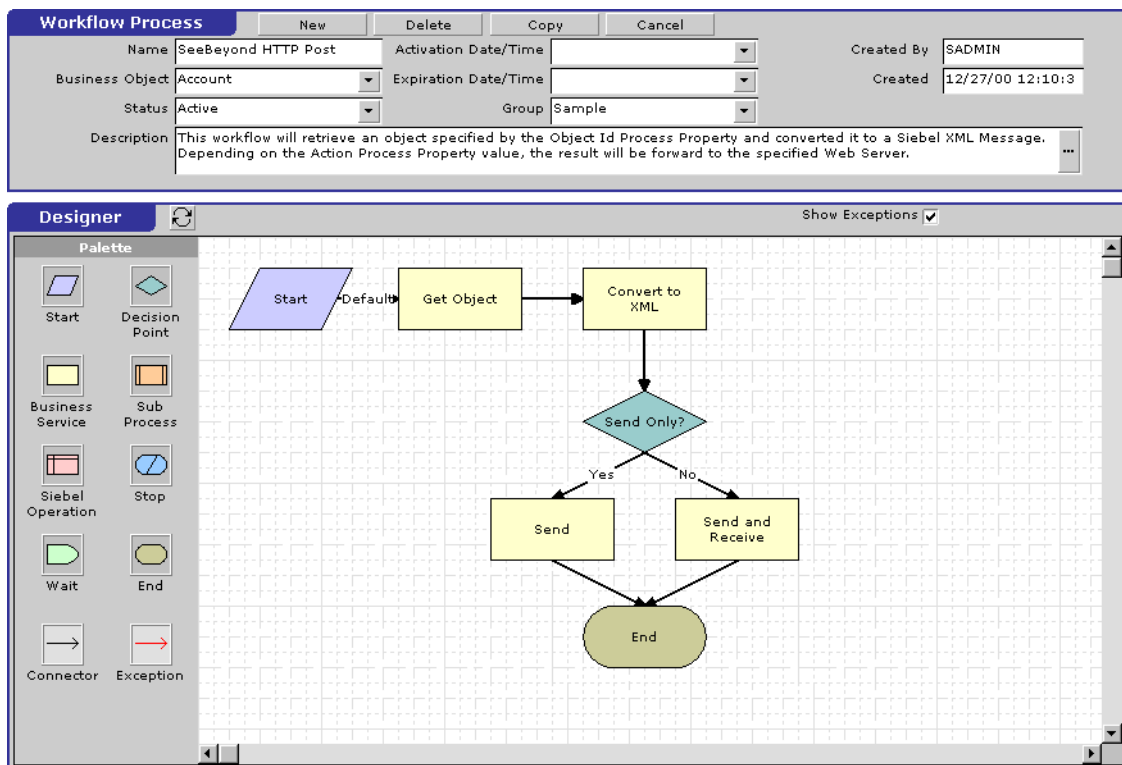 Workflow Process New Delete Copy Cancel
Name SeeBeyond HTTP Post Activation Date/Time Created By SADMIN
Business Object Account Expiration Date/Time Created 12/27/00 12:10:3
Status Active Group Sample
Description This workflow will retrieve an object specified by the Object Id Process Property and converted it to a Siebel XML Message.
Depending on the Action Process Property value, the result will be forward to the specified Web Server.
...
Designer Show Exceptions
Palette
Start
Decision
Point
Business
Service
Sub
Process
Siebel
Operation
Stop
Wait
End
Connector
Exception
Start
Default
Get Object
Convert to
XML
Send Only?
Yes
No
Send
Send and
Receive
End